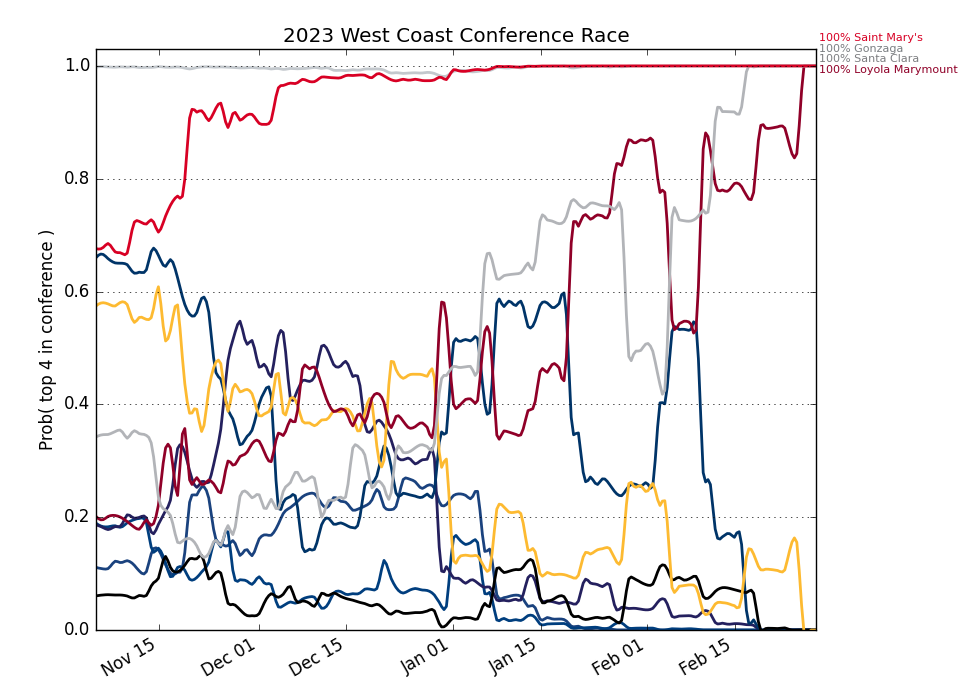 2023 West Coast Conference Race
100% Saint Mary's
100% Gonzaga
100% Santa Clara
100% Loyola Marymount
Prob( top 4 in conference )
1.0
0.8
0.6
0.4
0.2
0.0
Nov 15
Dec 01
Dec 15
Jan 01
Jan 15
Feb 01
Feb 15